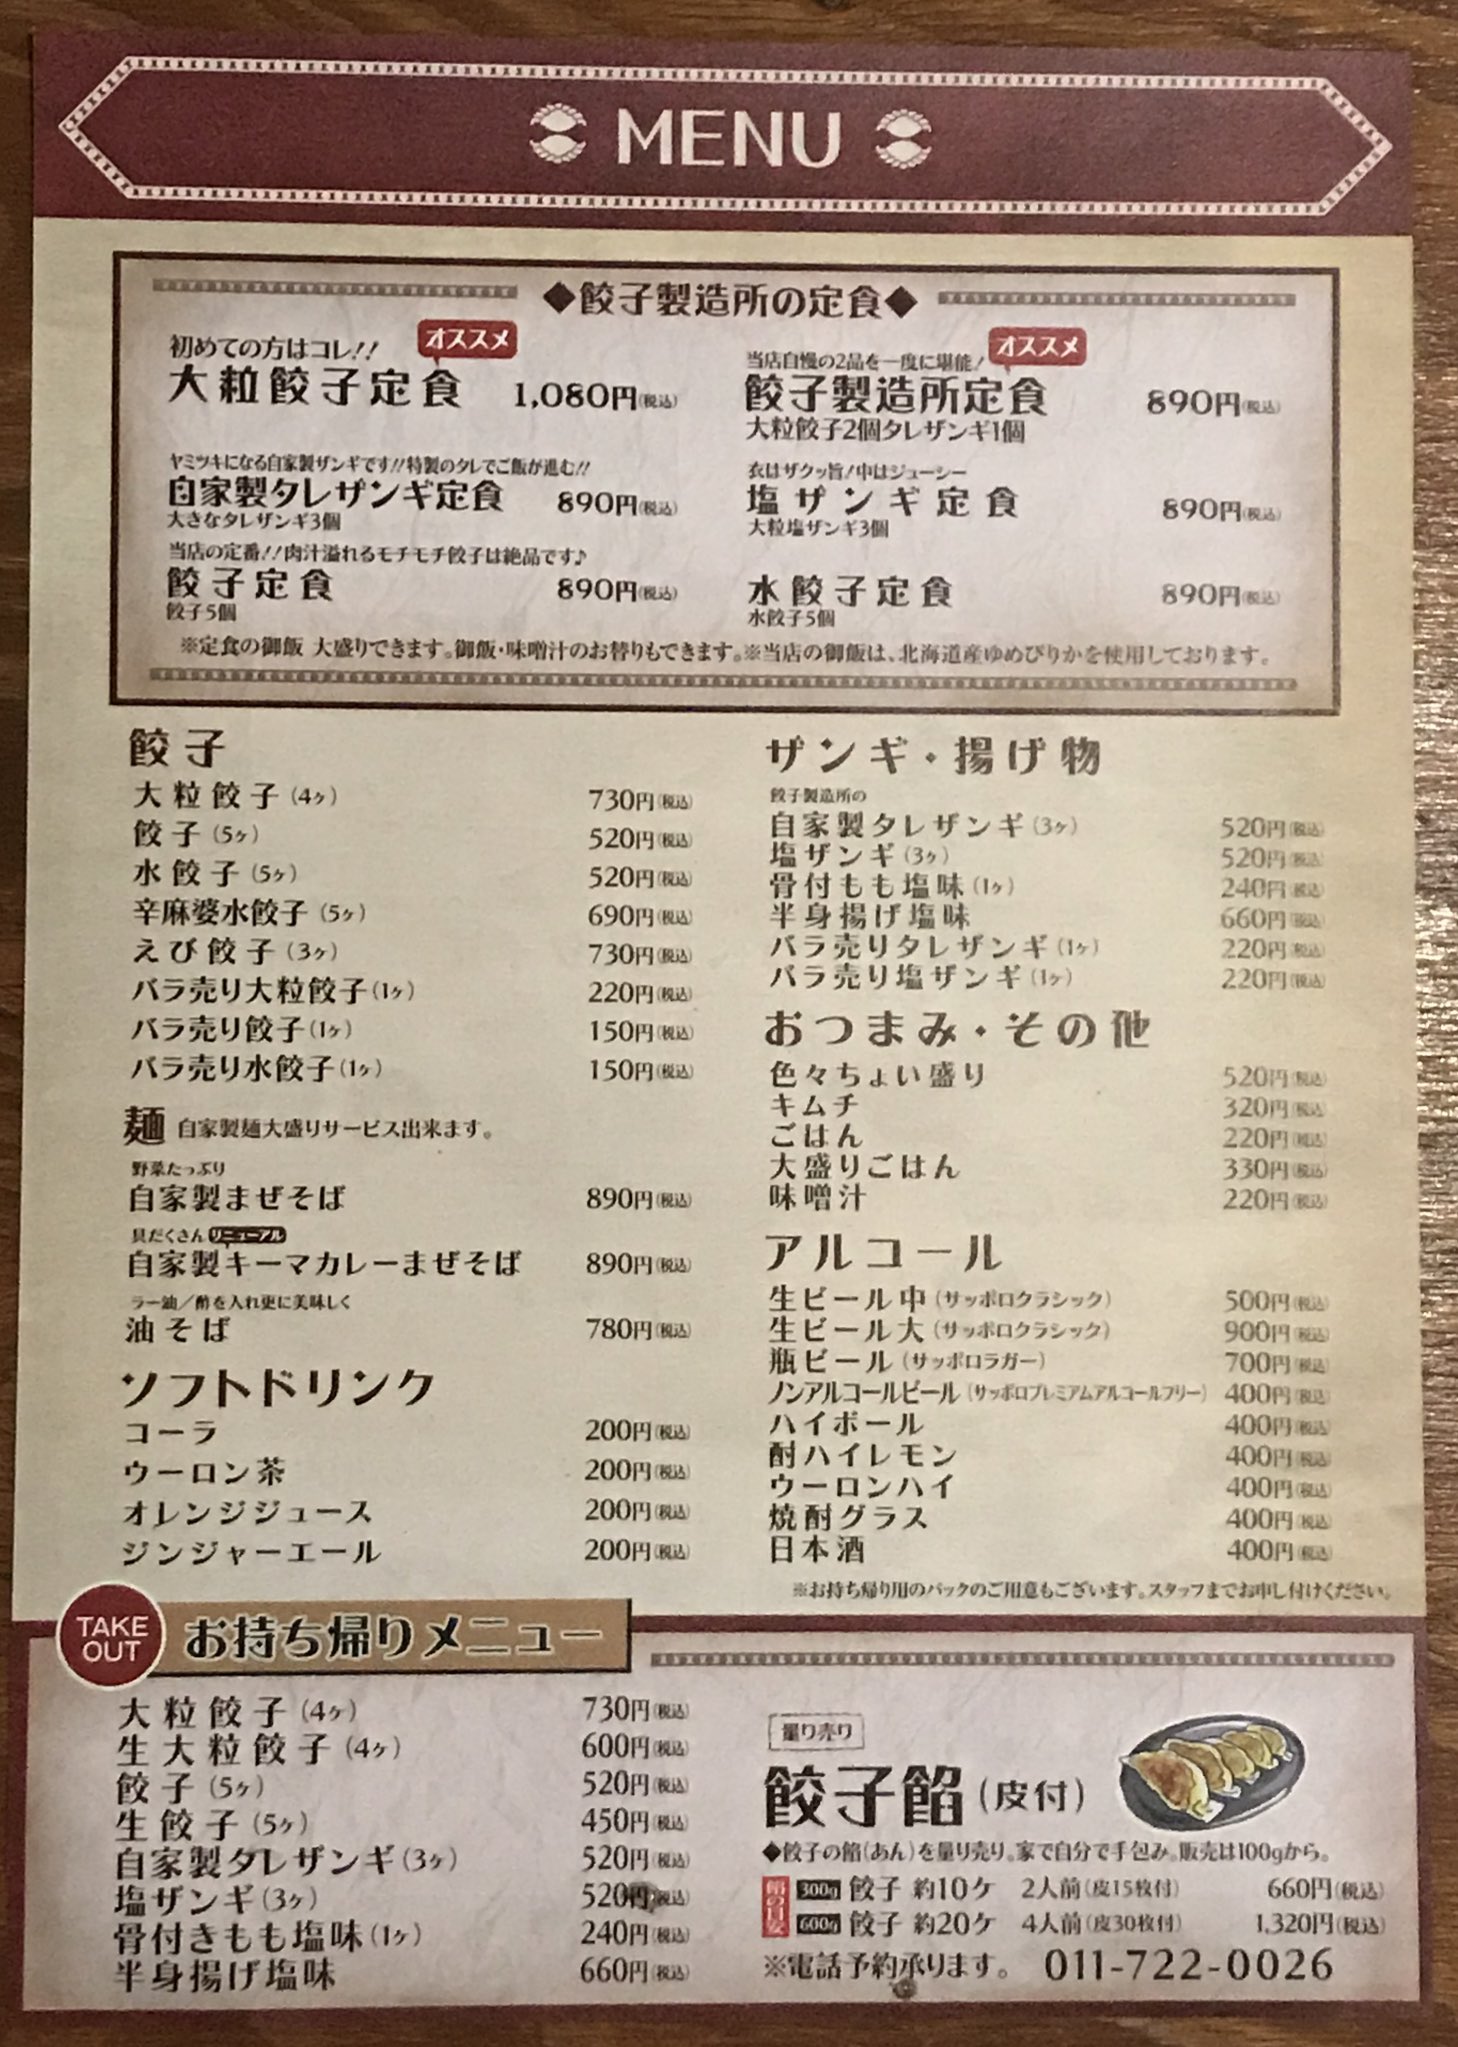 MENU
◆餃子製造所の定食◆
初めての方はコレ!!
オススメ
大粒餃子定食 1,080円(税込)
ヤミツキになる自家製ザンギです!!特製のタレでご飯が進む!!
自家製タレザンギ定食 890円(税込)
大きなタレザンギ3個
当店の定番!!肉汁溢れるモチモチ餃子は絶品です♪
餃子定食 890円(税込)
餃子5個
当店自慢の2品を一度に堪能!
オススメ
餃子製造所定食 890円(税込)
大粒餃子2個タレザンギ1個
衣はザクッ旨!中はジューシー
塩ザンギ定食 890円(税込)
大粒塩ザンギ3個
水餃子定食 890円(税込)
水餃子5個
※定食の御飯 大盛りできます。御飯・味噌汁のお替りもできます。※当店の御飯は、北海道産ゆめぴりかを使用しております。
餃子
大粒餃子(4ヶ) 730円(税込)
餃子(5ヶ) 520円(税込)
水餃子(5ヶ) 520円(税込)
辛麻婆水餃子(5ヶ) 690円(税込)
えび餃子(3ヶ) 730円(税込)
バラ売り大粒餃子(1ヶ) 220円(税込)
バラ売り餃子(1ヶ) 150円(税込)
バラ売り水餃子(1ヶ) 150円(税込)
麺 自家製麺大盛りサービス出来ます。
野菜たっぷり
自家製まぜそば 890円(税込)
具だくさん リニューアル
自家製キーマカレーまぜそば 890円(税込)
ラー油／酢を入れ更に美味しく
油そば 780円(税込)
ソフトドリンク
コーラ 200円(税込)
ウーロン茶 200円(税込)
オレンジジュース 200円(税込)
ジンジャーエール 200円(税込)
ザンギ・揚げ物
餃子製造所の
自家製タレザンギ(3ヶ) 520円(税込)
塩ザンギ(3ヶ) 520円(税込)
骨付もも塩味(1ヶ) 240円(税込)
半身揚げ塩味 660円(税込)
バラ売りタレザンギ(1ヶ) 220円(税込)
バラ売り塩ザンギ(1ヶ) 220円(税込)
おつまみ・その他
色々ちょい盛り 520円(税込)
キムチ 320円(税込)
ごはん 220円(税込)
大盛りごはん 330円(税込)
味噌汁 220円(税込)
アルコール
生ビール中(サッポロクラシック) 500円(税込)
生ビール大(サッポロクラシック) 900円(税込)
瓶ビール(サッポロラガー) 700円(税込)
ノンアルコールビール(サッポロプレミアムアルコールフリー) 400円(税込)
ハイボール 400円(税込)
酎ハイレモン 400円(税込)
ウーロンハイ 400円(税込)
焼酎グラス 400円(税込)
日本酒 400円(税込)
※お持ち帰り用のパックのご用意もございます。スタッフまでお申し付けください。
TAKE OUT お持ち帰りメニュー
大粒餃子(4ヶ) 730円(税込)
生大粒餃子(4ヶ) 600円(税込)
餃子(5ヶ) 520円(税込)
生餃子(5ヶ) 450円(税込)
自家製タレザンギ(3ヶ) 520円(税込)
塩ザンギ(3ヶ) 520円(税込)
骨付きもも塩味(1ヶ) 240円(税込)
半身揚げ塩味 660円(税込)
量り売り
餃子餡(皮付)
◆餃子の餡(あん)を量り売り。家で自分で手包み。販売は100gから。
餡の目安
300g 餃子 約10ケ 2人前(皮15枚付) 660円(税込)
600g 餃子 約20ケ 4人前(皮30枚付) 1,320円(税込)
※電話予約承ります。 011-722-0026